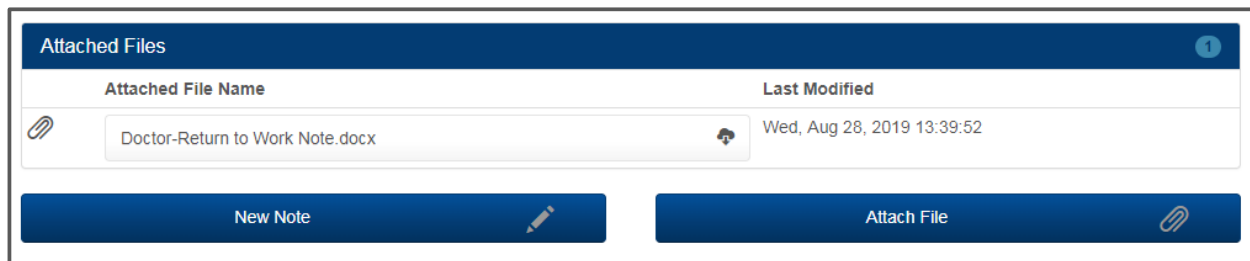 Attached Files 1
Attached File Name Last Modified
Doctor-Return to Work Note.docx Wed, Aug 28, 2019 13:39:52
New Note Attach File